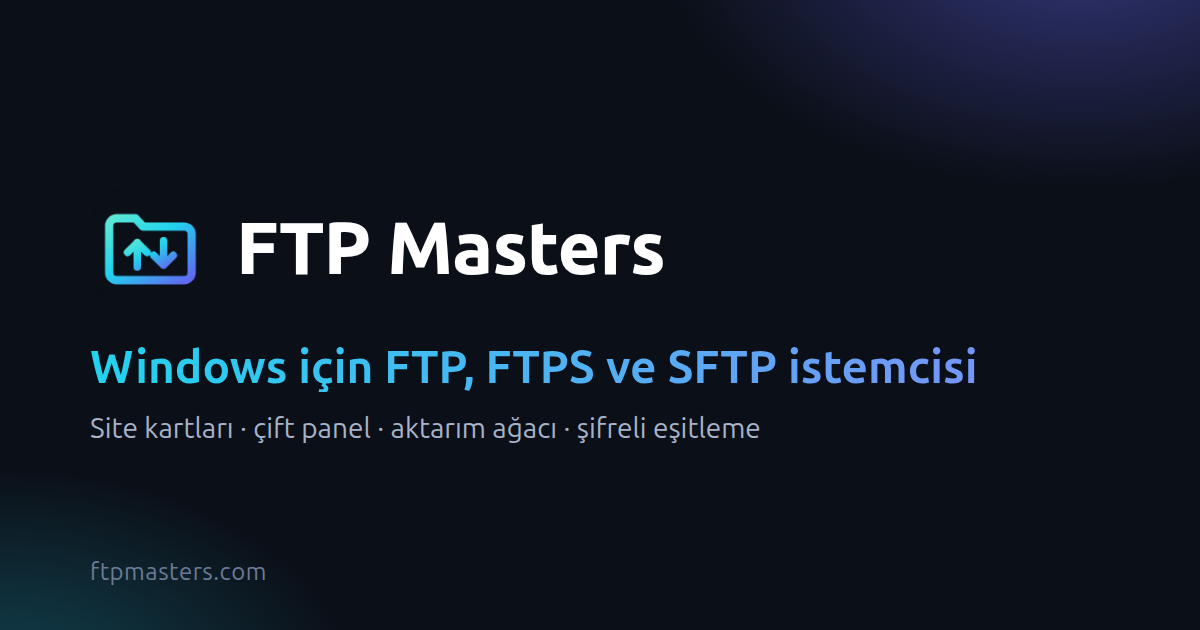 FTP Masters
Windows için FTP, FTPS ve SFTP istemcisi
Site kartları · çift panel · aktarım ağacı · şifreli eşitleme
ftpmasters.com